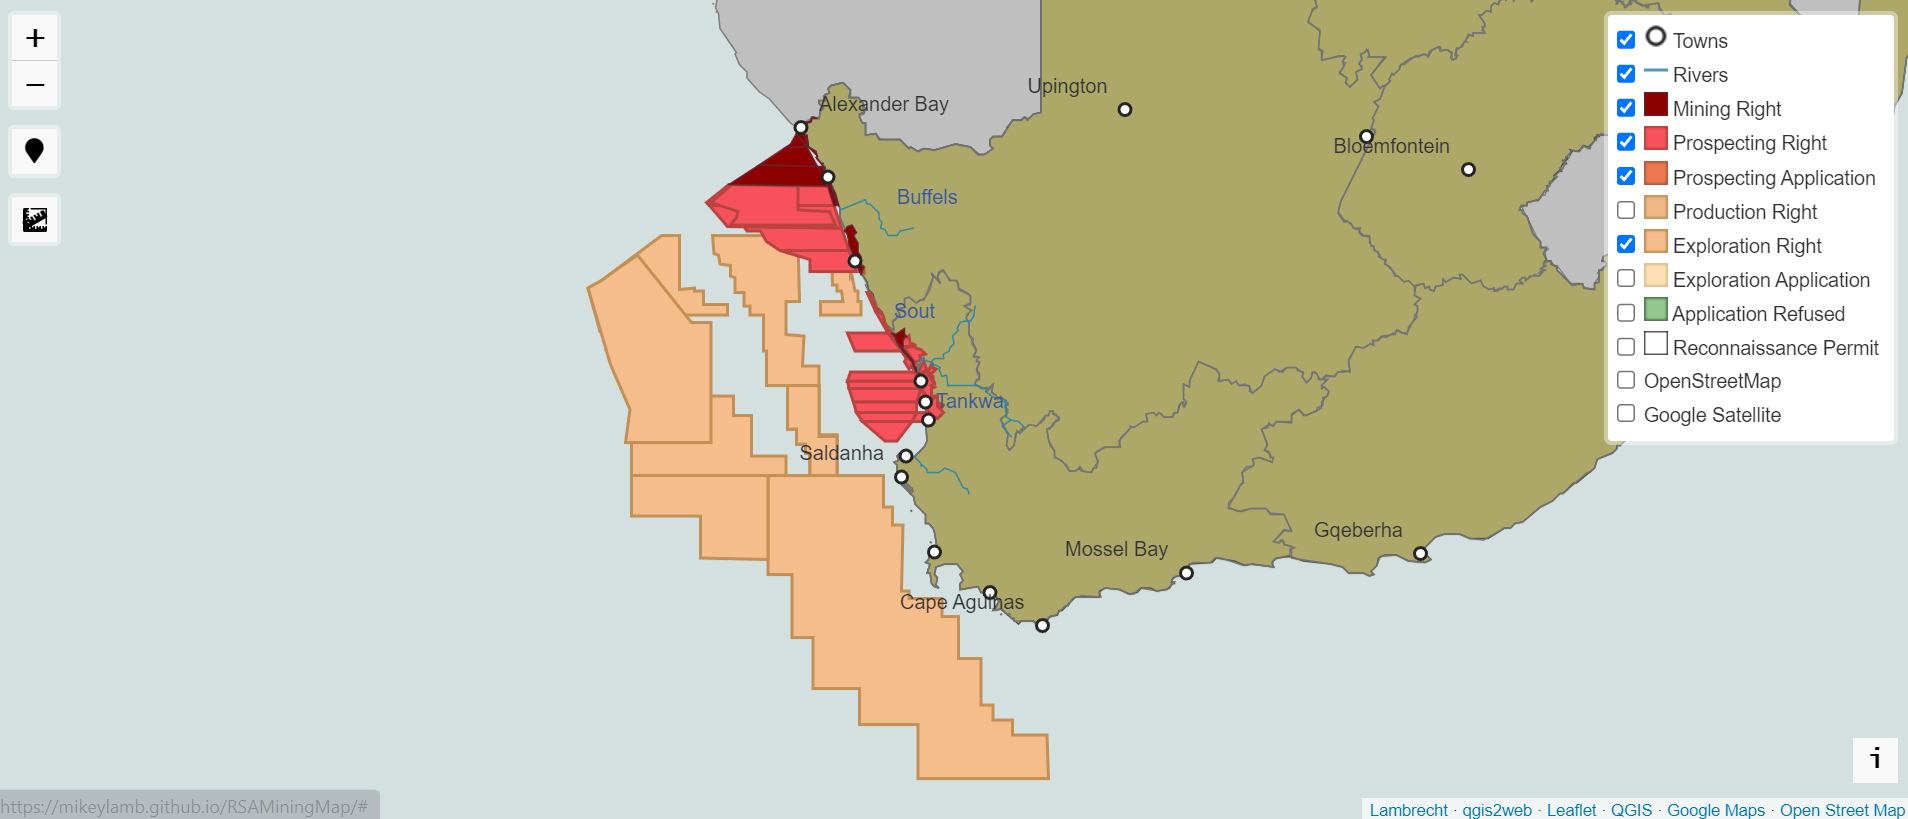 +
−
Alexander Bay
Upington
Bloemfontein
Buffels
Sout
Tankwa
Saldanha
Gqeberha
Mossel Bay
Cape Agulhas
Towns
Rivers
Mining Right
Prospecting Right
Prospecting Application
Production Right
Exploration Right
Exploration Application
Application Refused
Reconnaissance Permit
OpenStreetMap
Google Satellite
i
https://mikeylamb.github.io/RSAMiningMap/#
Lambrecht · qgis2web · Leaflet · QGIS · Google Maps · Open Street Map